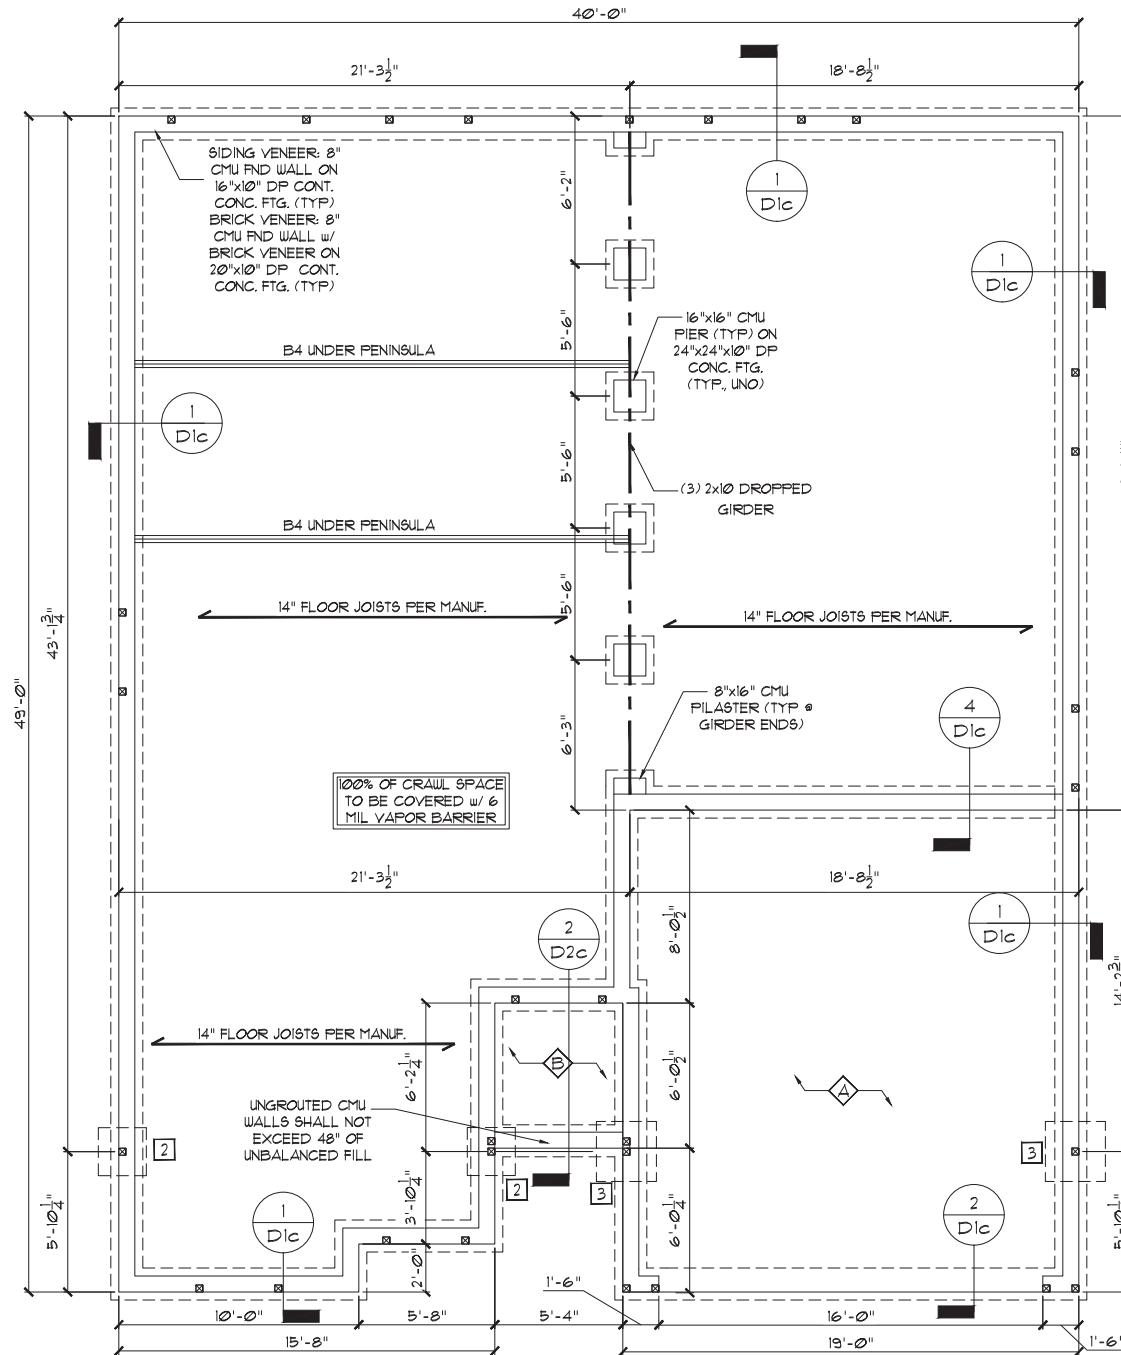 40'-0"
21'-3 1/2"
18'-8 1/2"
SIDING VENEER: 8"
CMU FND WALL ON
16"x10" DP CONT.
CONC. FTG. (TYP)
BRICK VENEER: 8"
CMU FND WALL w/
BRICK VENEER ON
20"x10" DP CONT.
CONC. FTG. (TYP)
6'-2"
1
D1c
1
D1c
5'-6"
16"x16" CMU
PIER (TYP) ON
24"x24"x10" DP
CONC. FTG.
(TYP., UNO)
B4 UNDER PENINSULA
1
D1c
5'-6"
(3) 2x10 DROPPED
GIRDER
B4 UNDER PENINSULA
5'-6"
14" FLOOR JOISTS PER MANUF.
14" FLOOR JOISTS PER MANUF.
43'-1 3/4"
49'-0"
6'-3"
8"x16" CMU
PILASTER (TYP @
GIRDER ENDS)
4
D1c
100% OF CRAWL SPACE
TO BE COVERED w/ 6
MIL VAPOR BARRIER
21'-3 1/2"
18'-8 1/2"
2
D2c
8'-0 1/2"
1
D1c
14'-2 3/4"
14" FLOOR JOISTS PER MANUF.
6'-2 1/4"
B
6'-0 1/2"
A
UNGROUTED CMU
WALLS SHALL NOT
EXCEED 48" OF
UNBALANCED FILL
2
3
2
3
5'-10 1/4"
1
D1c
3'-10 1/4"
2'-0"
6'-0 1/4"
2
D1c
5'-10 1/4"
1'-6"
10'-0"
5'-8"
5'-4"
16'-0"
15'-8"
19'-0"
1'-6"